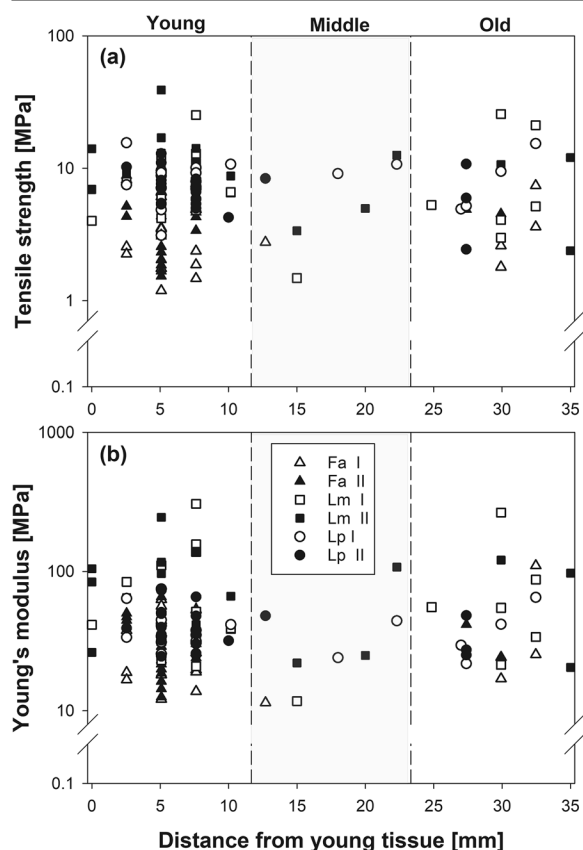 Young Middle Old
(a)
Tensile strength [MPa]
100
10
1
0.1
0 5 10 15 20 25 30 35
(b)
Young's modulus [MPa]
1000
100
10
0.1
Fa I
Fa II
Lm I
Lm II
Lp I
Lp II
0 5 10 15 20 25 30 35
Distance from young tissue [mm]